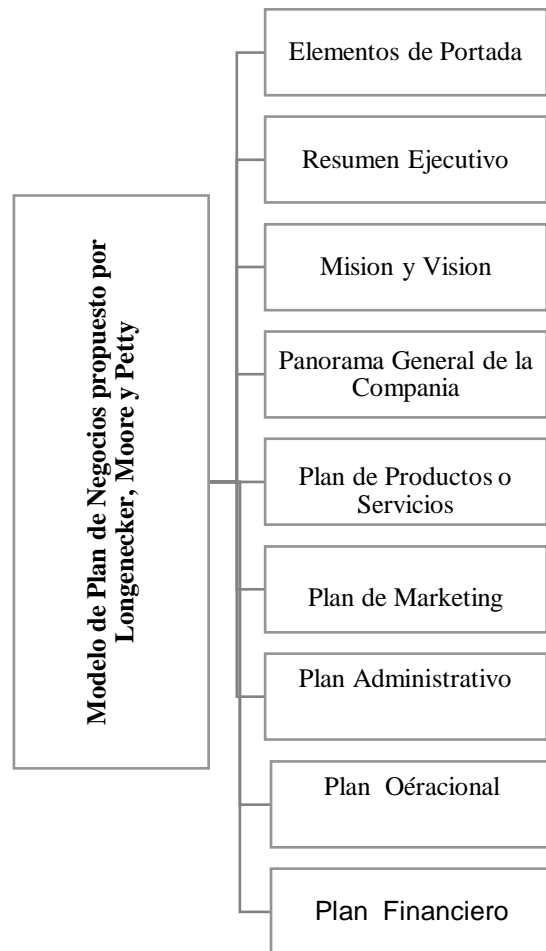 Modelo de Plan de Negocios propuesto por
Longenecker, Moore y Petty
Elementos de Portada
Resumen Ejecutivo
Mision y Vision
Panorama General de la
Compania
Plan de Productos o
Servicios
Plan de Marketing
Plan Administrativo
Plan Oéracional
Plan Financiero